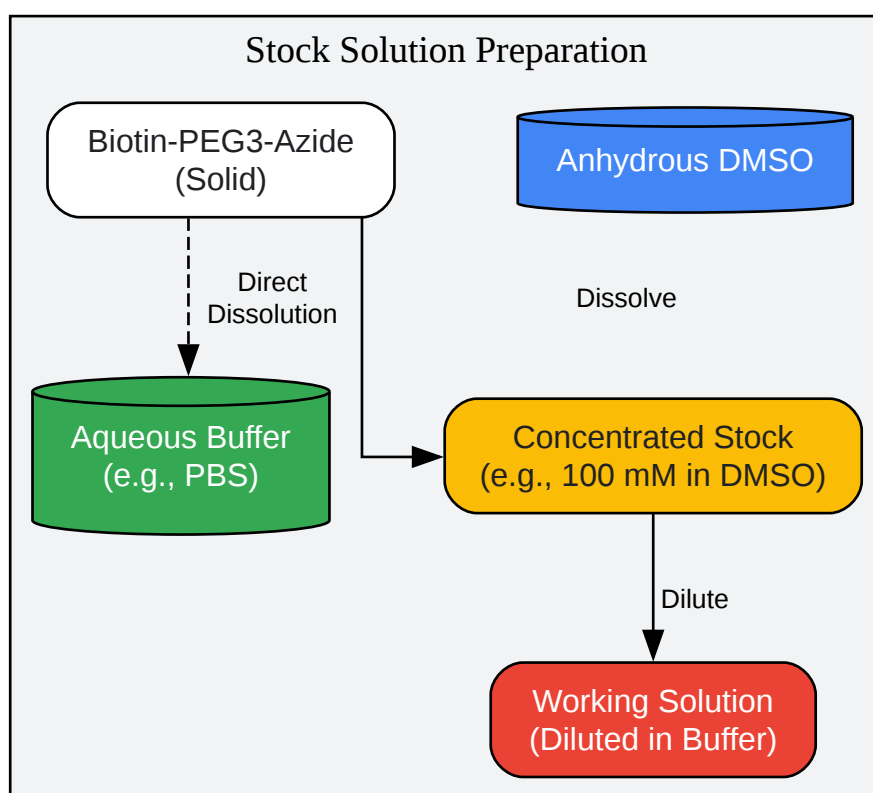 Stock Solution Preparation
Biotin-PEG3-Azide
(Solid)
Anhydrous DMSO
Direct
Dissolution
Dissolve
Aqueous Buffer
(e.g., PBS)
Concentrated Stock
(e.g., 100 mM in DMSO)
Dilute
Working Solution
(Diluted in Buffer)